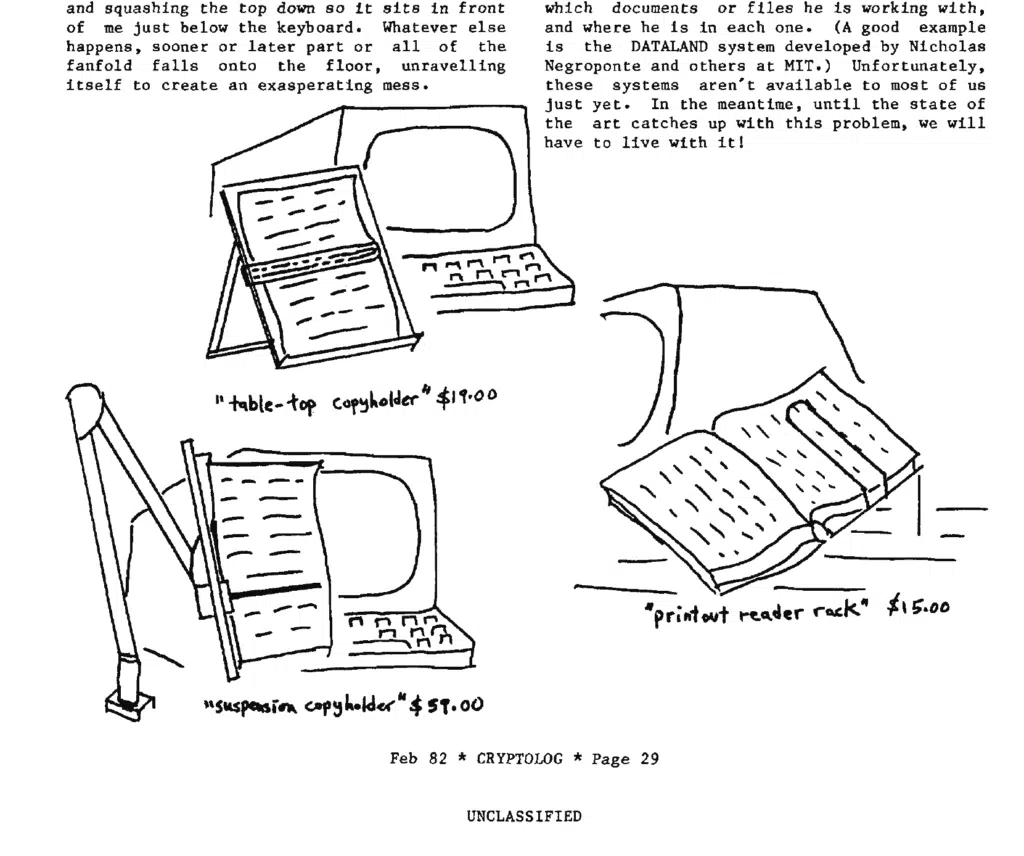 and squashing the top down so it sits in front
of me just below the keyboard. Whatever else
happens, sooner or later part or all of the
fanfold falls onto the floor, unravelling
itself to create an exasperating mess.
which documents or files he is working with,
and where he is in each one. (A good example
is the DATALAND system developed by Nicholas
Negroponte and others at MIT.) Unfortunately,
these systems aren't available to most of us
just yet. In the meantime, until the state of
the art catches up with this problem, we will
have to live with it!
"table-top copyholder" $19.00
"printout reader rack" $15.00
"suspension copyholder" $59.00
Feb 82 * CRYPTOLOG * Page 29
UNCLASSIFIED